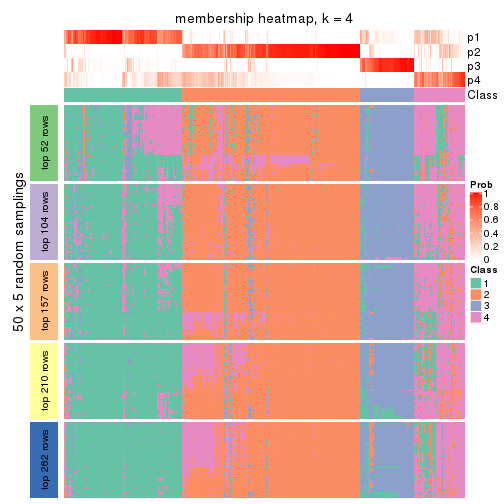 membership heatmap, k = 4
p1
p2
p3
p4
Class
50 x 5 random samplings
top 52 rows
top 104 rows
top 157 rows
top 210 rows
top 262 rows
Prob
1
0.8
0.6
0.4
0.2
0
Class
1
2
3
4